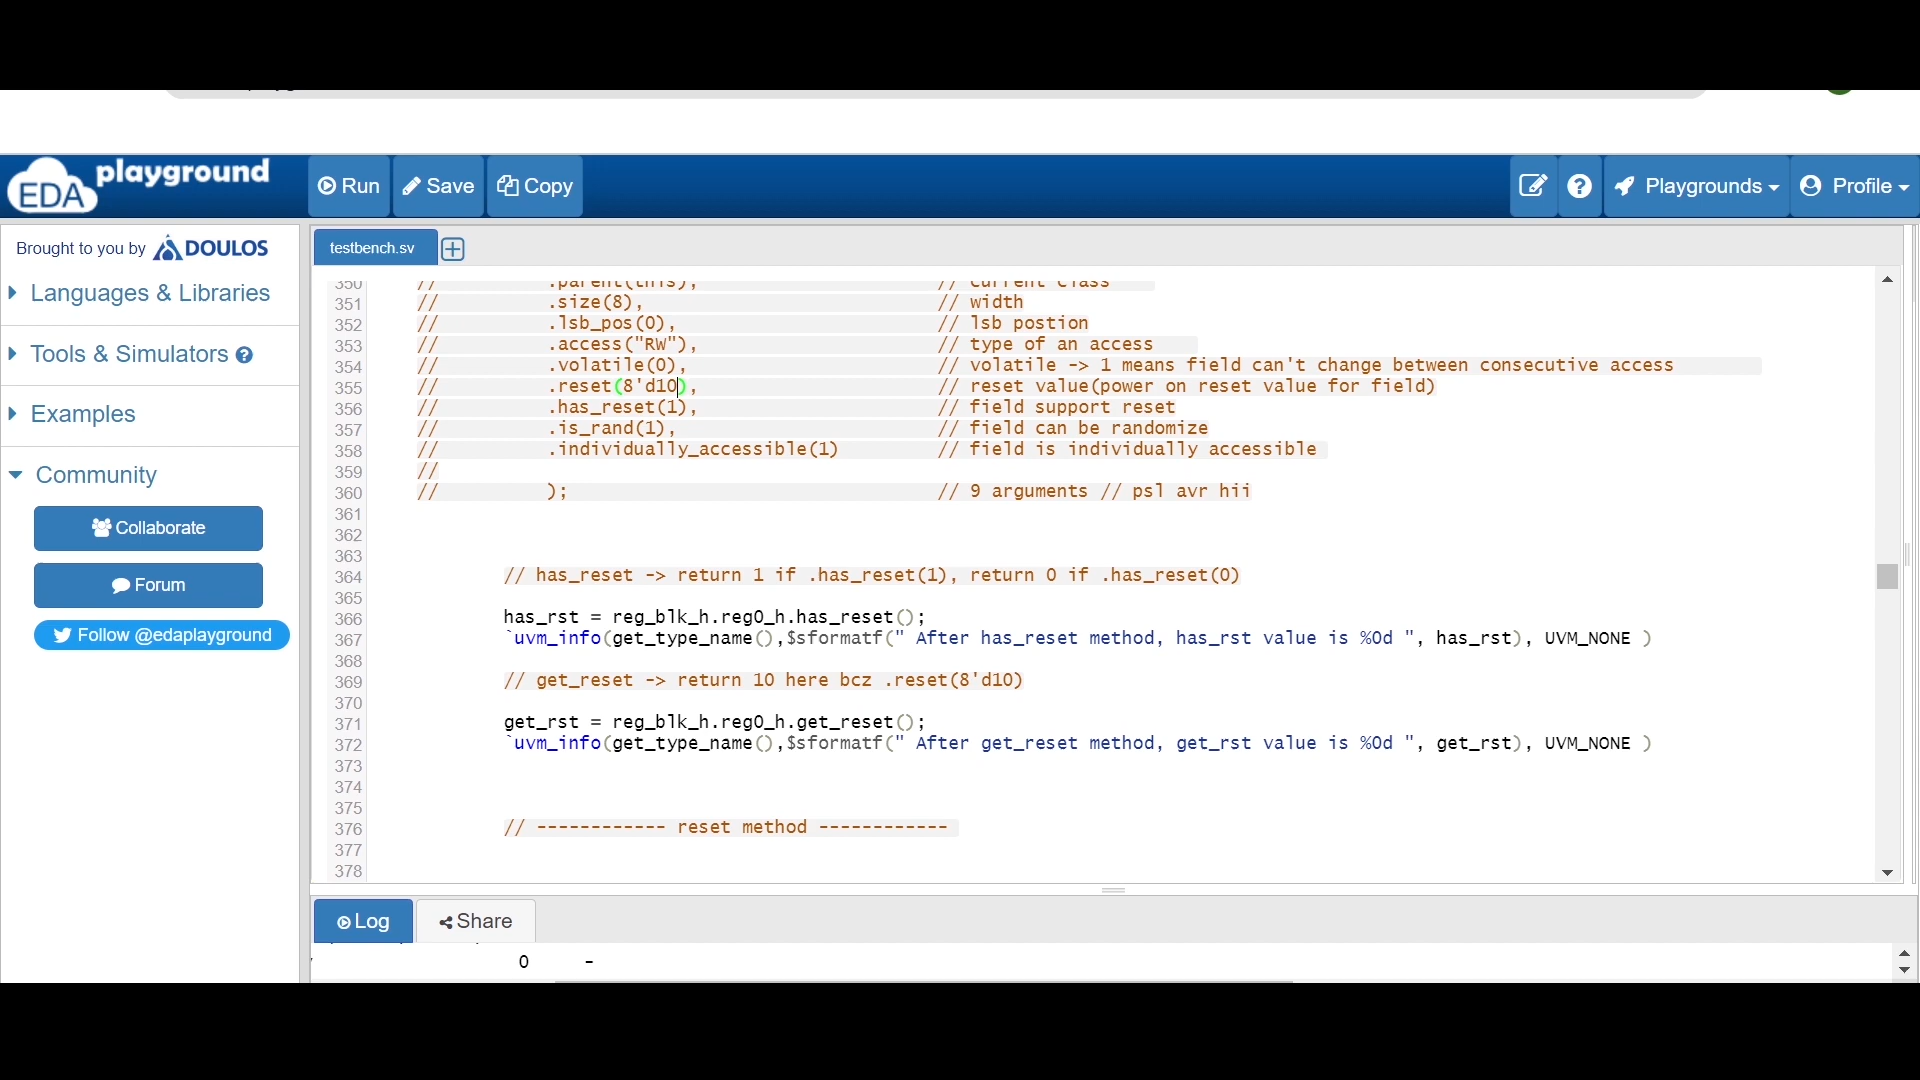 EDA playground
Run
Save
Copy
Playgrounds
Profile
Brought to you by DOULOS
Languages & Libraries
Tools & Simulators
Examples
Community
Collaborate
Forum
Follow @edaplayground
testbench.sv
350 // .parent(this), // current class
351 // .size(8), // width
352 // .lsb_pos(0), // lsb postion
353 // .access("RW"), // type of an access
354 // .volatile(0), // volatile -> 1 means field can't change between consecutive access
355 // .reset(8'd10), // reset value(power on reset value for field)
356 // .has_reset(1), // field support reset
357 // .is_rand(1), // field can be randomize
358 // .individually_accessible(1) // field is individually accessible
359 //
360 // ); // 9 arguments // psl avr hii
361
362
363
364 // has_reset -> return 1 if .has_reset(1), return 0 if .has_reset(0)
365
366 has_rst = reg_blk_h.reg0_h.has_reset();
367 `uvm_info(get_type_name(),$sformatf(" After has_reset method, has_rst value is %0d ", has_rst), UVM_NONE )
368
369 // get_reset -> return 10 here bcz .reset(8'd10)
370
371 get_rst = reg_blk_h.reg0_h.get_reset();
372 `uvm_info(get_type_name(),$sformatf(" After get_reset method, get_rst value is %0d ", get_rst), UVM_NONE )
373
374
375
376 // ------------ reset method ------------
377
378
Log
Share
0 -